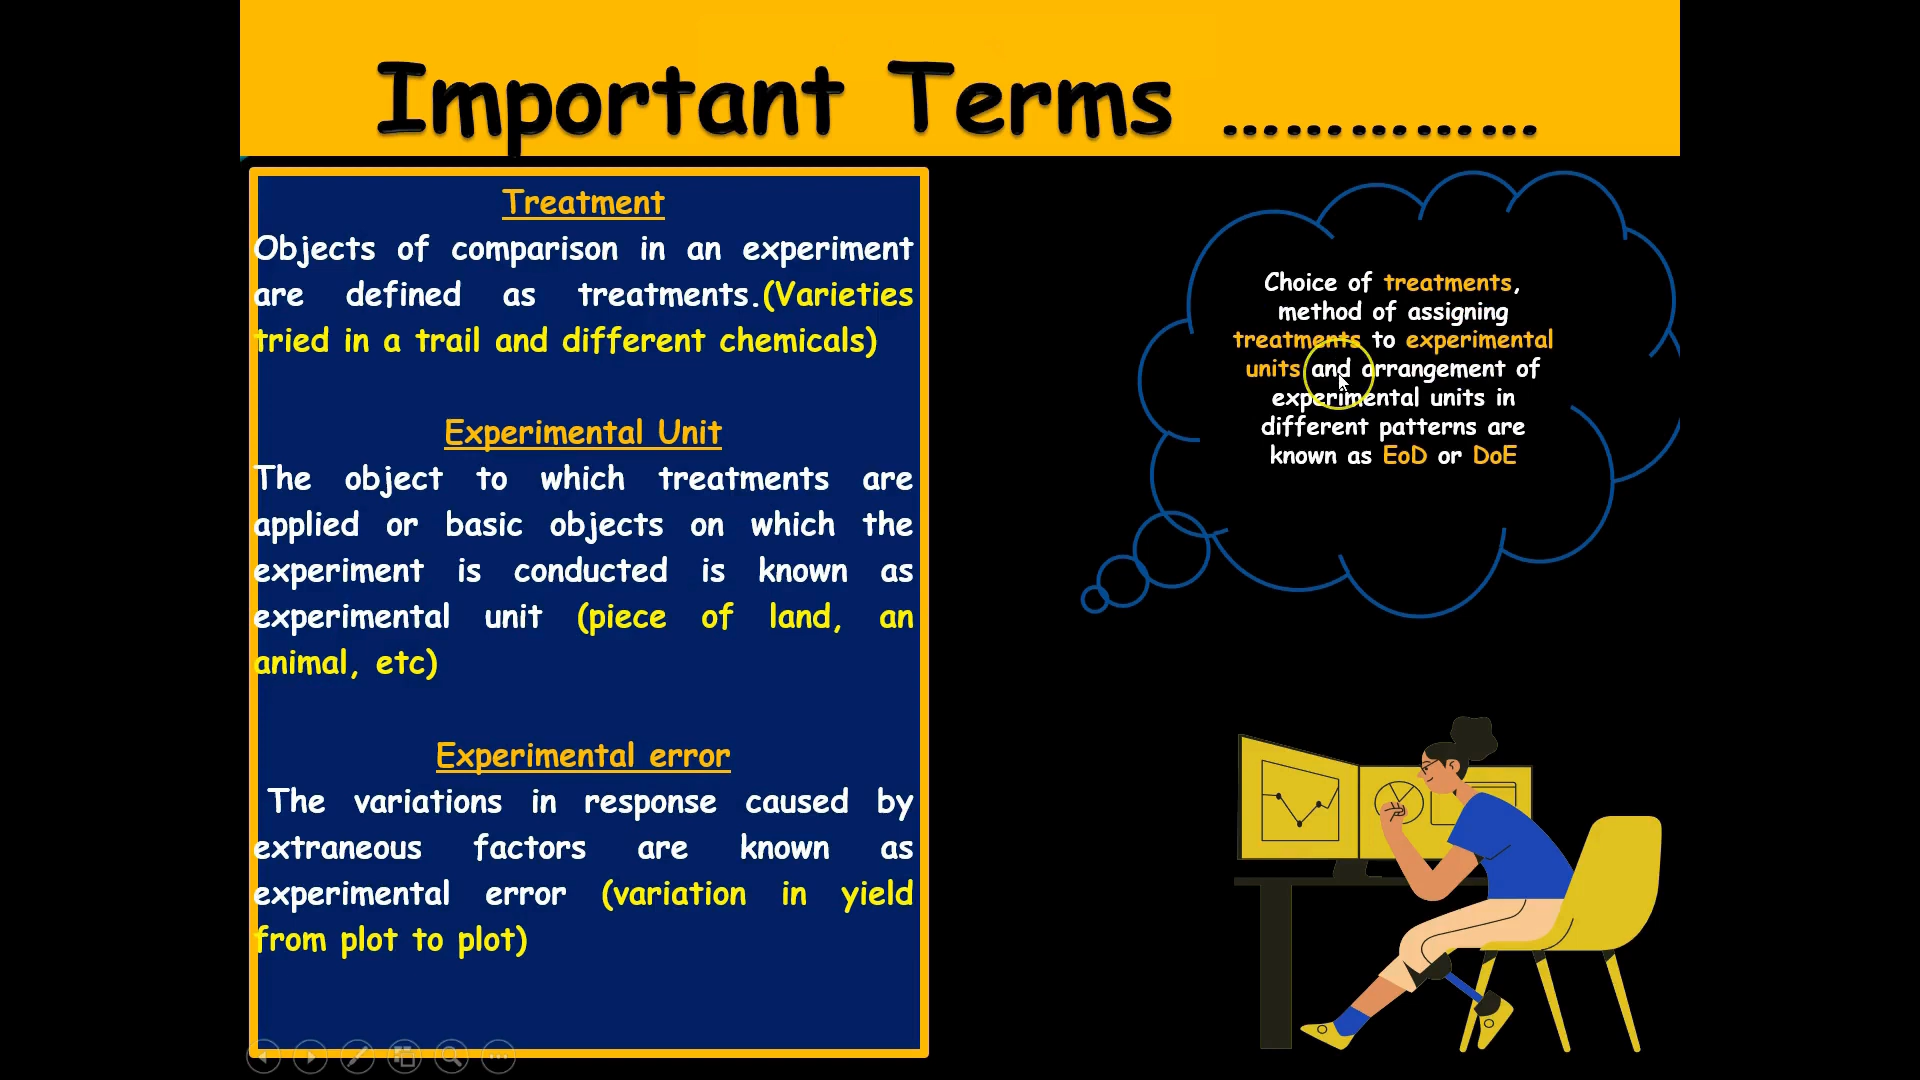 Important Terms ……………
Treatment
Objects of comparison in an experiment
are defined as treatments.(Varieties
tried in a trail and different chemicals)
Experimental Unit
The object to which treatments are
applied or basic objects on which the
experiment is conducted is known as
experimental unit (piece of land, an
animal, etc)
Experimental error
The variations in response caused by
extraneous factors are known as
experimental error (variation in yield
from plot to plot)
Choice of treatments,
method of assigning
treatments to experimental
units and arrangement of
experimental units in
different patterns are
known as EoD or DoE